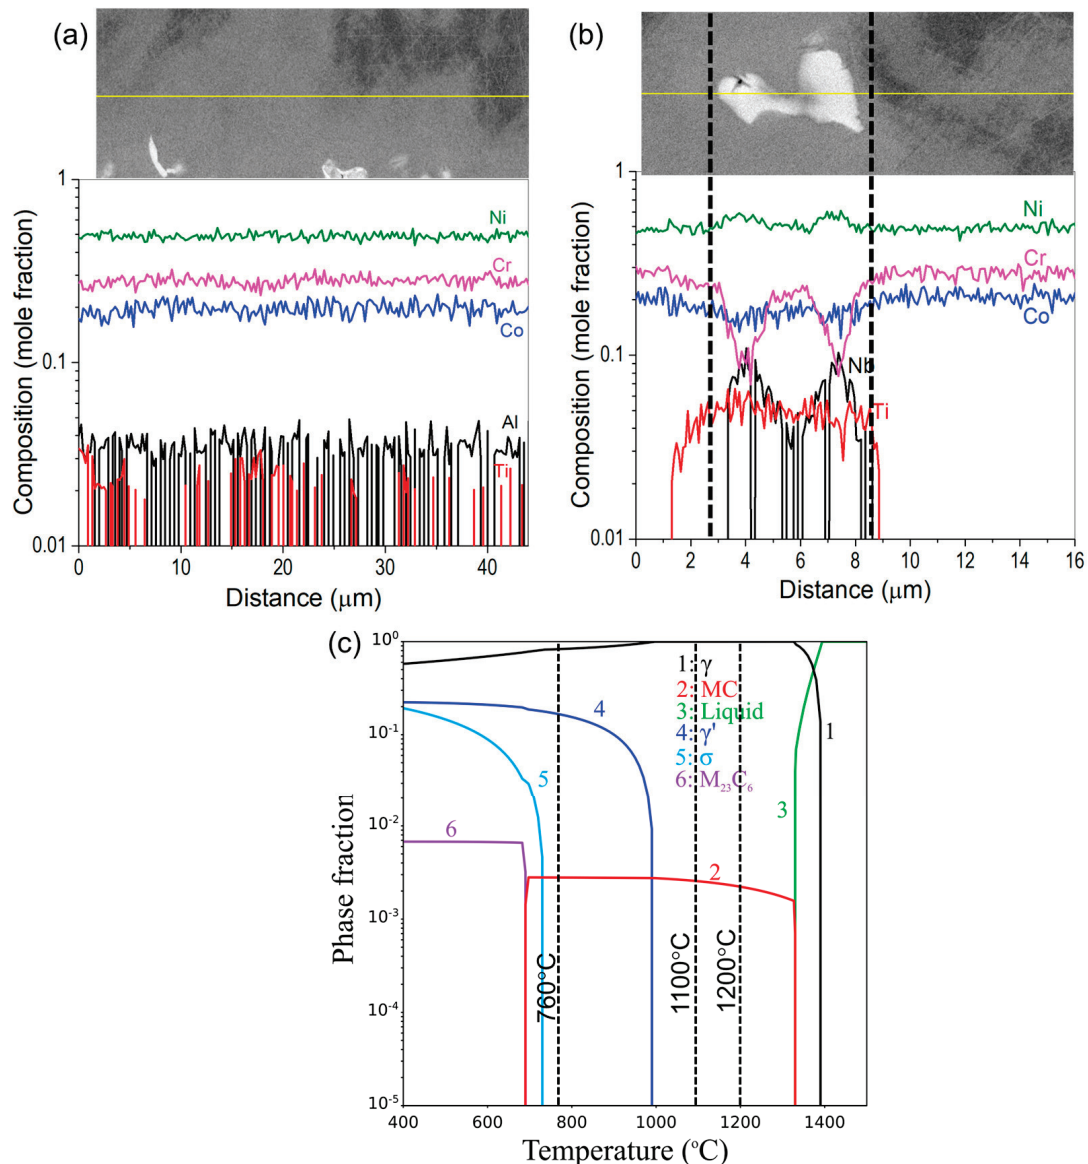 (a)
1
Ni
Cr
Co
0.1
Al
Ti
0.01
0
10
20
30
40
Composition (mole fraction)
Distance (μm)
(b)
1
Ni
Cr
Co
0.1
Nb
Ti
0.01
0
2
4
6
8
10
12
14
16
Composition (mole fraction)
Distance (μm)
(c)
10⁰
10⁻¹
10⁻²
10⁻³
10⁻⁴
10⁻⁵
1: γ
2: MC
3: Liquid
4: γ'
5: σ
6: M₂₃C₆
4
5
6
2
3
1
760°C
1100°C
1200°C
400
600
800
1000
1200
1400
Phase fraction
Temperature (°C)